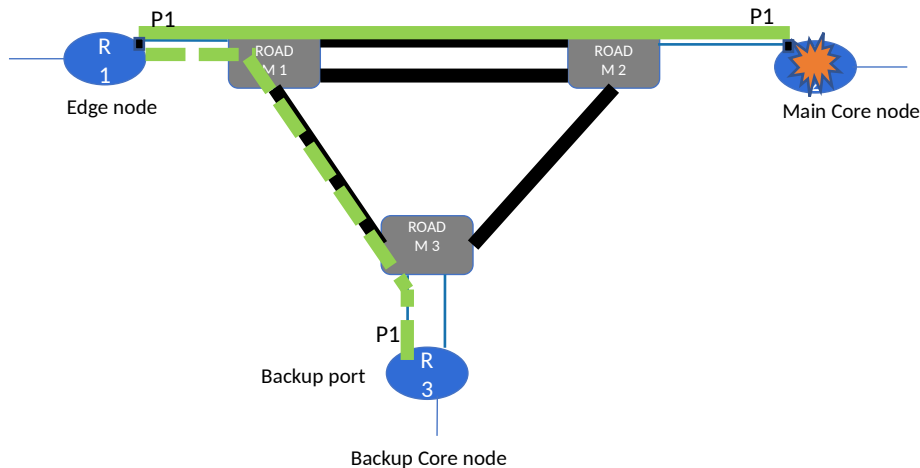 P1
P1
R
1
ROAD
M 1
ROAD
M 2
2
Edge node
Main Core node
ROAD
M 3
P1
R
3
Backup port
Backup Core node